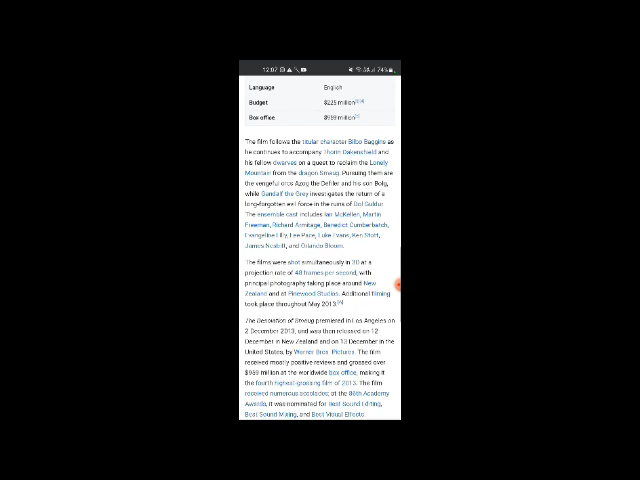 12:07 74%
Language English
Budget $225 million
Box office $959 million
The film follows the titular character Bilbo Baggins as
he continues to accompany Thorin Oakenshield and
his fellow dwarves on a quest to reclaim the Lonely
Mountain from the dragon Smaug. Pursuing them are
the vengeful orcs Azog the Defiler and his son Bolg,
while Gandalf the Grey investigates the return of a
long-forgotten evil force in the ruins of Dol Guldur.
The ensemble cast includes Ian McKellen, Martin
Freeman, Richard Armitage, Benedict Cumberbatch,
Evangeline Lilly, Lee Pace, Luke Evans, Ken Stott,
James Nesbitt, and Orlando Bloom.
The films were shot simultaneously in 3D at a
projection rate of 48 frames per second, with
principal photography taking place around New
Zealand and at Pinewood Studios. Additional filming
took place throughout May 2013.
The Desolation of Smaug premiered in Los Angeles on
2 December 2013, and was then released on 12
December in New Zealand and on 13 December in the
United States, by Warner Bros. Pictures. The film
received mostly positive reviews and grossed over
$959 million at the worldwide box office, making it
the fourth highest-grossing film of 2013. The film
received numerous accolades; at the 86th Academy
Awards, it was nominated for Best Sound Editing,
Best Sound Mixing, and Best Visual Effects.